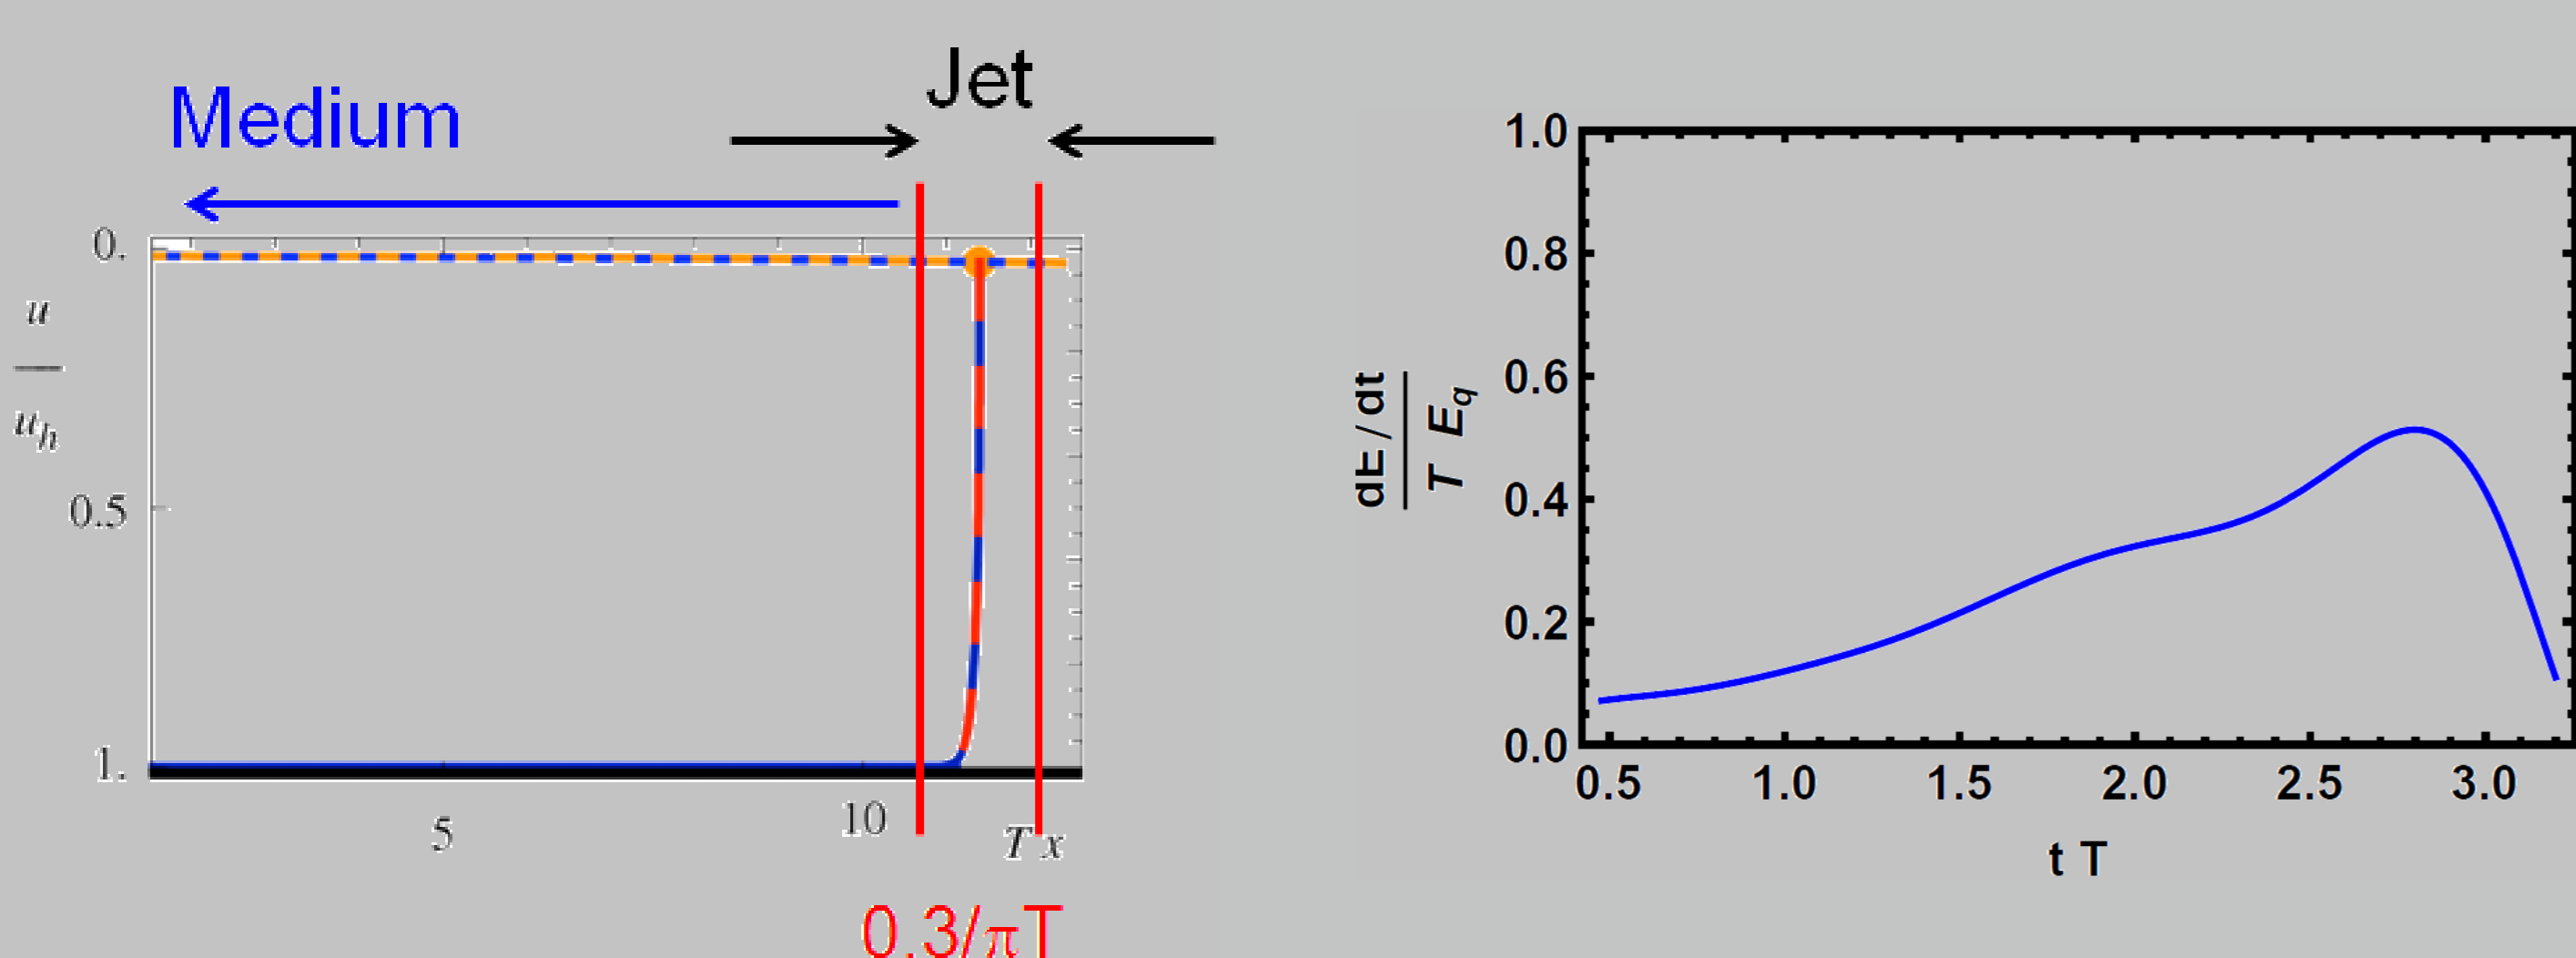 Medium
Jet
0.
u
u_h
0.5
1.
5
10
T x
0.3/πT
1.0
0.8
0.6
0.4
0.2
0.0
dE / dt
T E_q
0.5 1.0 1.5 2.0 2.5 3.0
t T